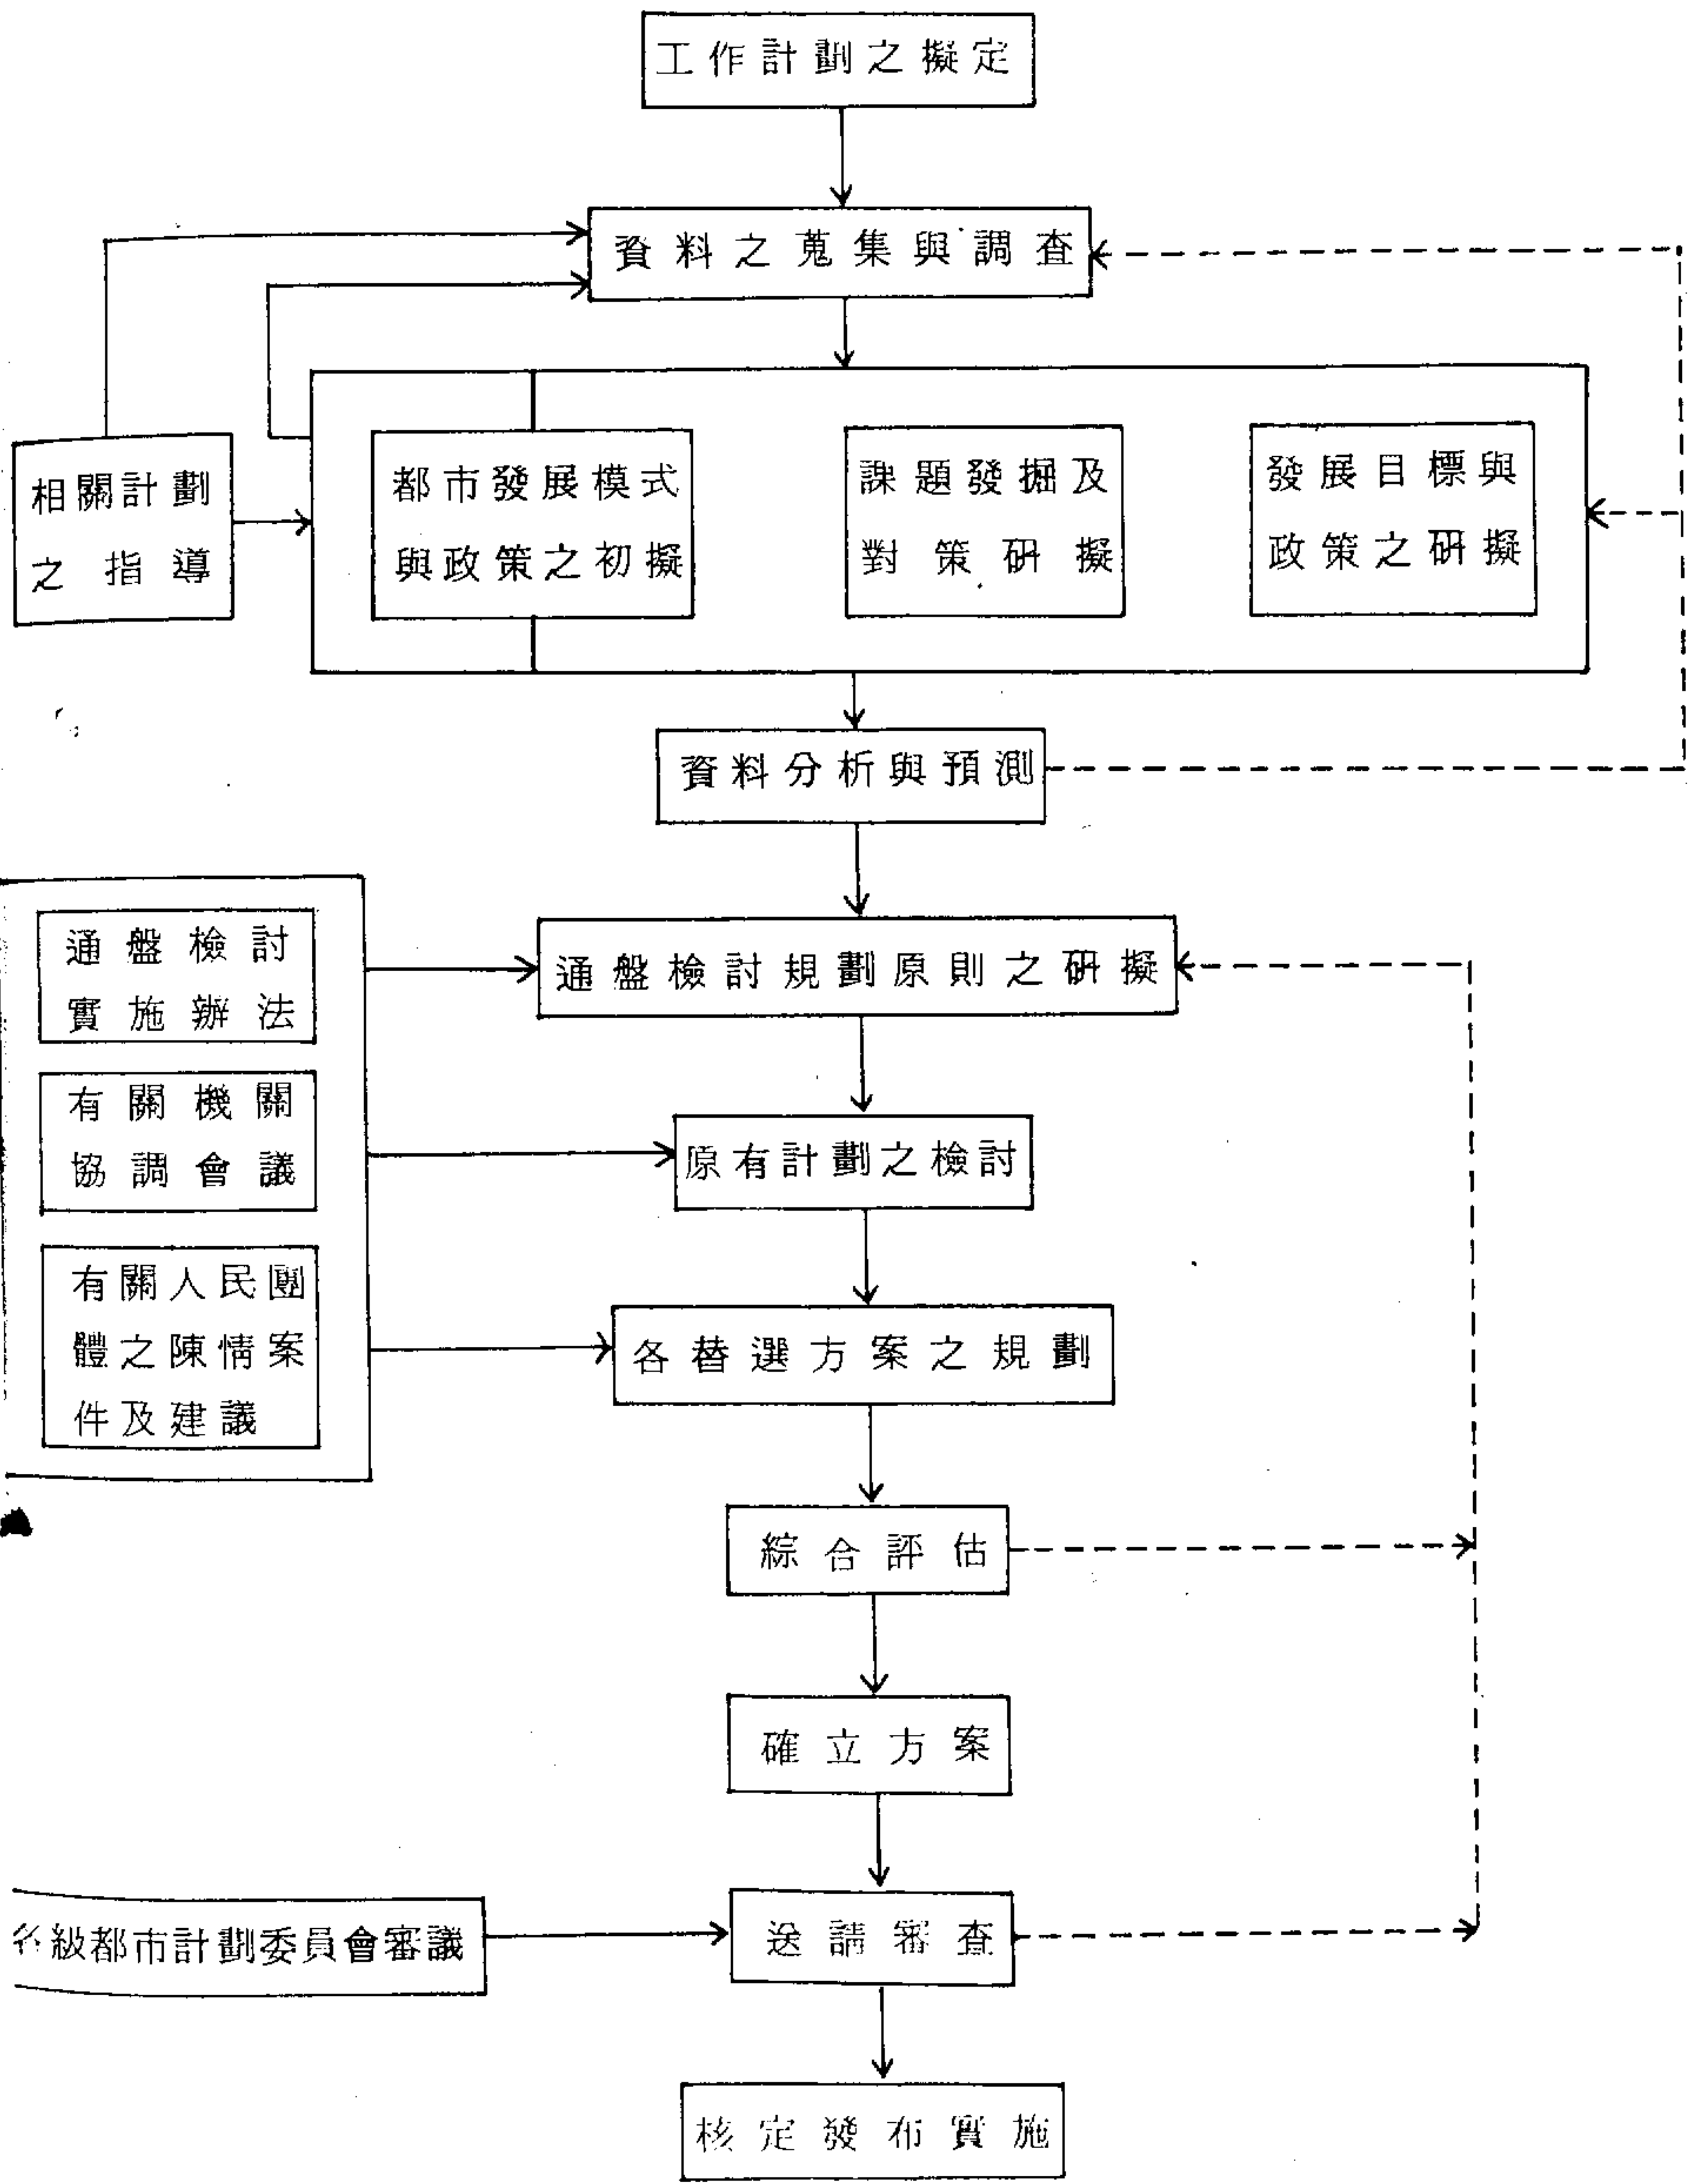 工作計劃之擬定
資料之蒐集與調查
相關計劃
之指導
都市發展模式
與政策之初擬
課題發掘及
對策研擬
發展目標與
政策之研擬
資料分析與預測
通盤檢討
實施辦法
有關機關
協調會議
有關人民團
體之陳情案
件及建議
通盤檢討規劃原則之研擬
原有計劃之檢討
各替選方案之規劃
綜合評估
確立方案
各級都市計劃委員會審議
送請審查
核定發布實施